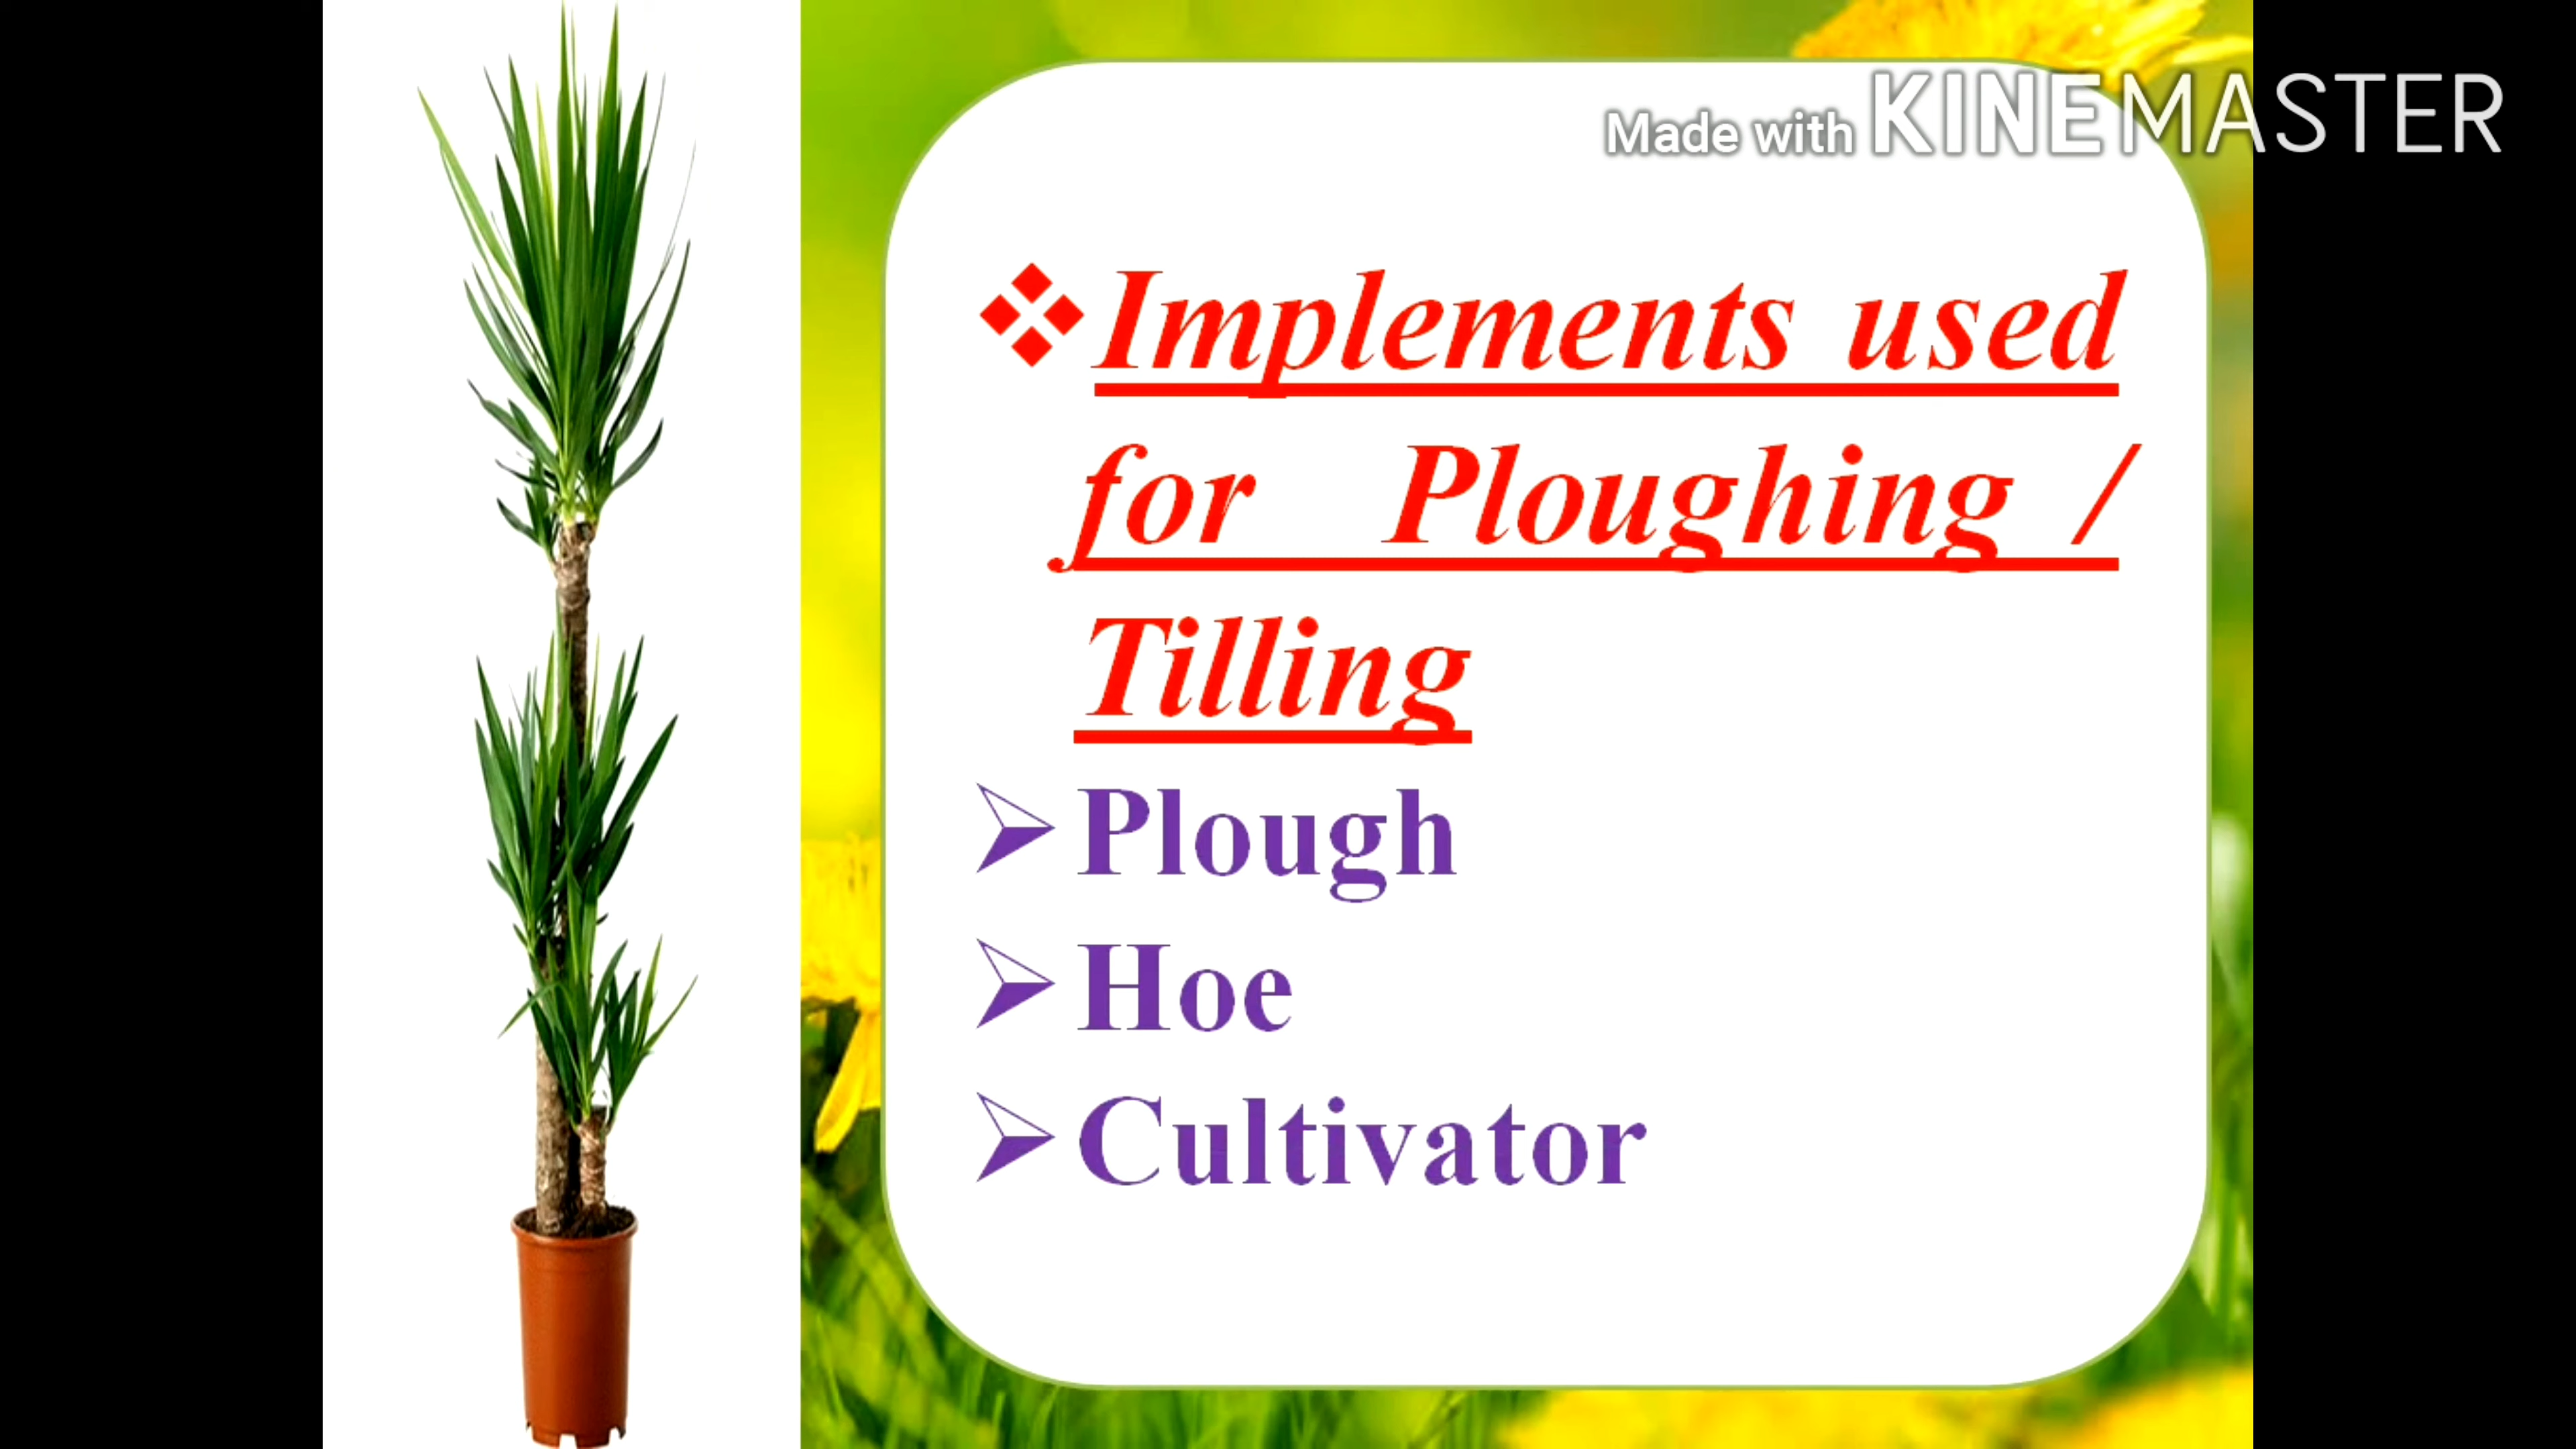 Made with KINEMASTER
Implements used
for Ploughing /
Tilling
Plough
Hoe
Cultivator